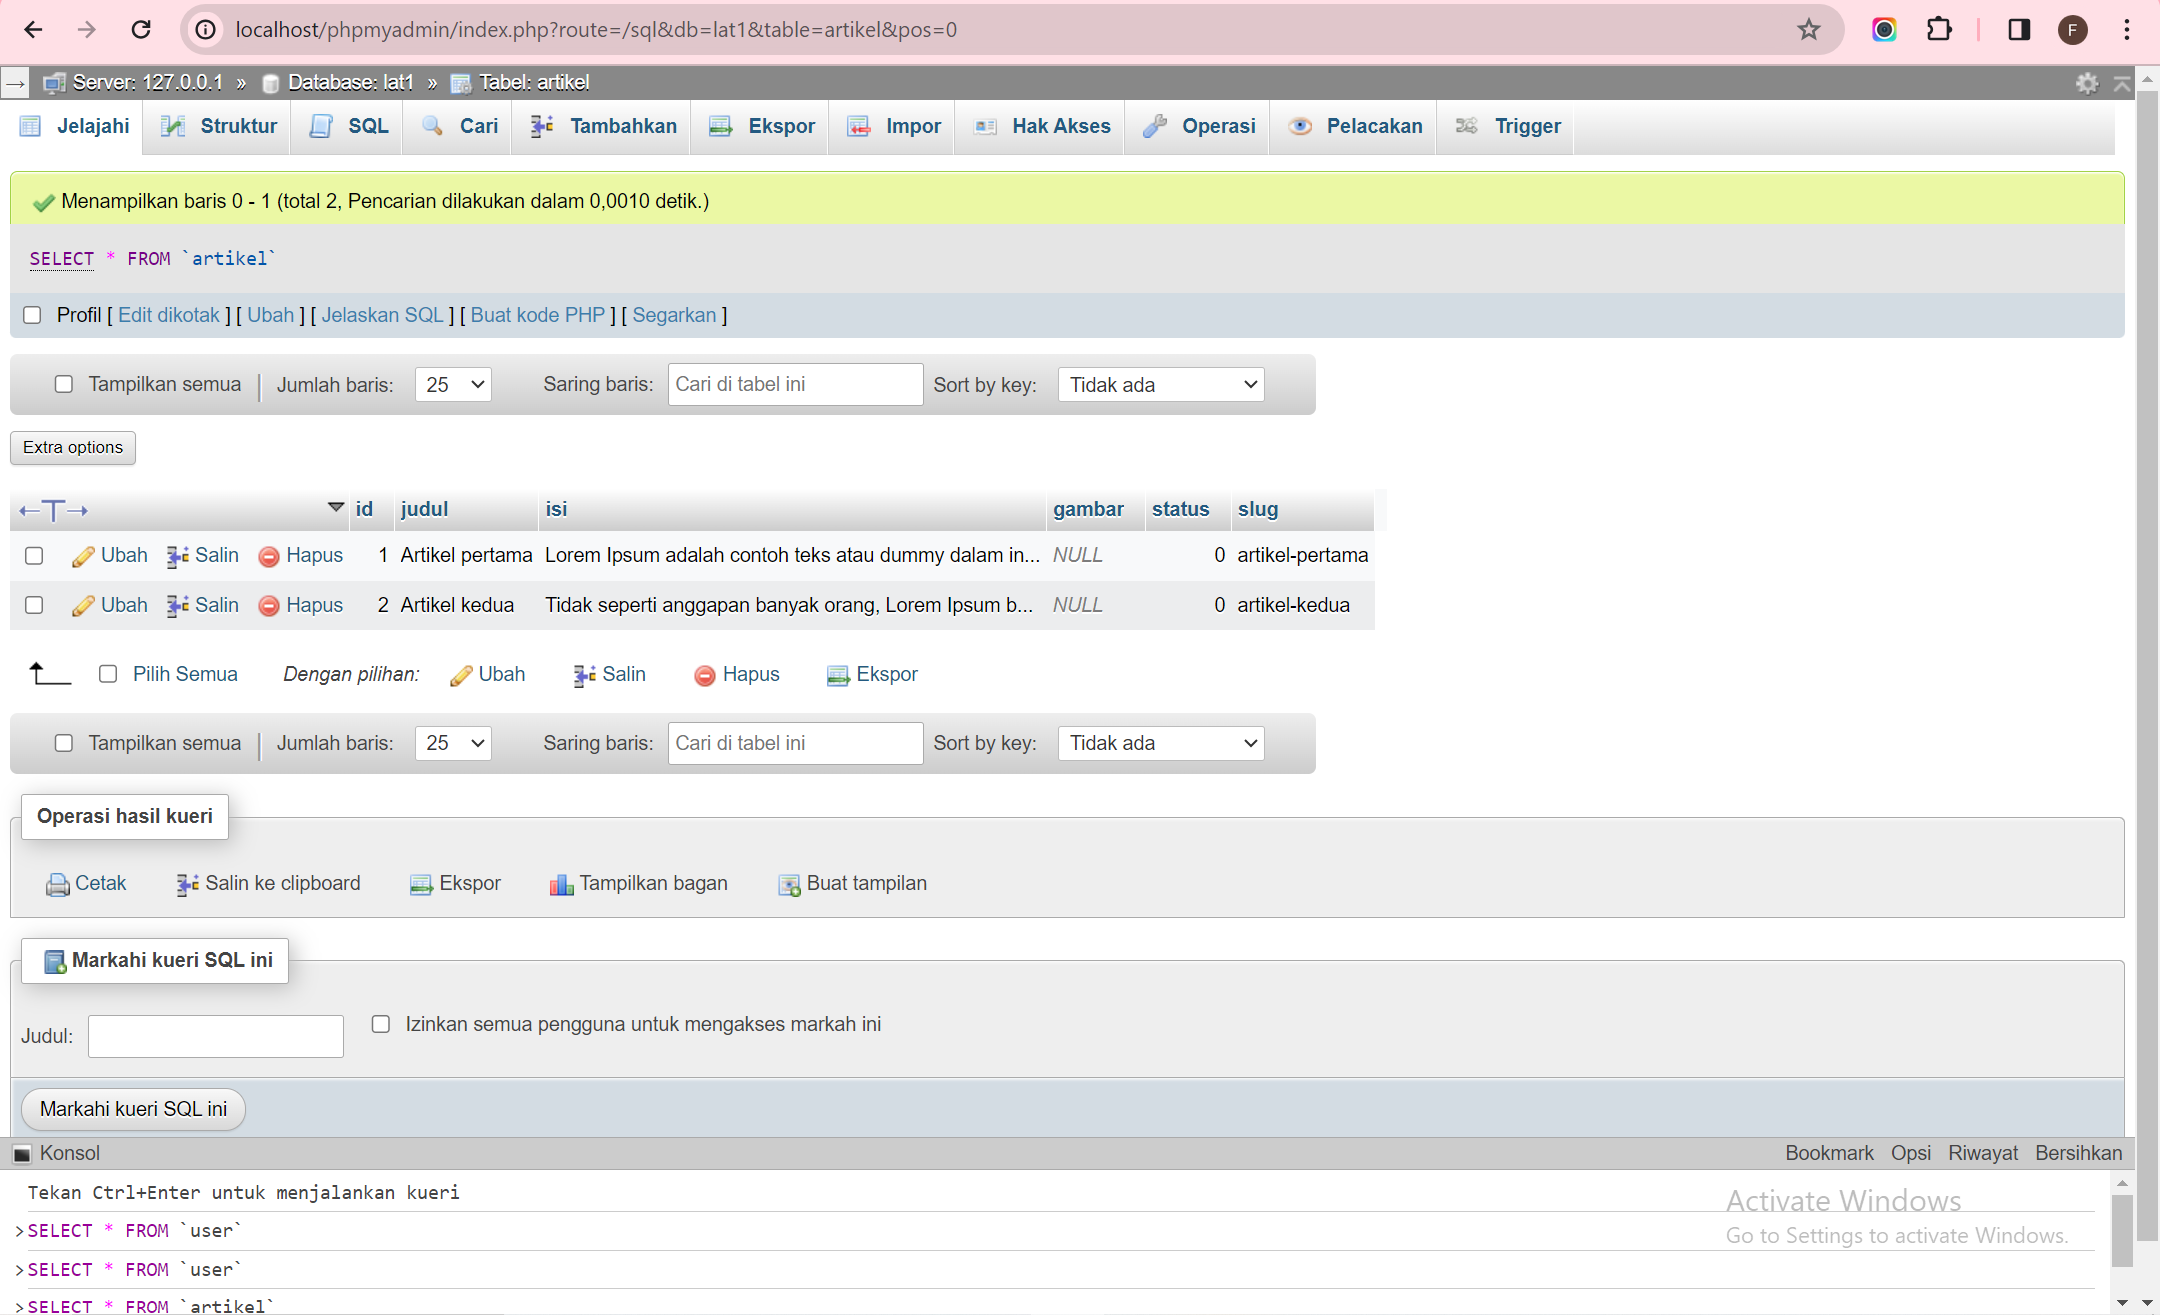 localhost/phpmyadmin/index.php?route=/sql&db=lat1&table=artikel&pos=0
F
Server: 127.0.0.1 » Database: lat1 » Tabel: artikel
Jelajahi Struktur SQL Cari Tambahkan Ekspor Impor Hak Akses Operasi Pelacakan Trigger
Menampilkan baris 0 - 1 (total 2, Pencarian dilakukan dalam 0,0010 detik.)
SELECT * FROM `artikel`
Profil [ Edit dikotak ] [ Ubah ] [ Jelaskan SQL ] [ Buat kode PHP ] [ Segarkan ]
Tampilkan semua | Jumlah baris: 25 Saring baris: Cari di tabel ini Sort by key: Tidak ada
Extra options
←T→ id judul isi gambar status slug
Ubah Salin Hapus 1 Artikel pertama Lorem Ipsum adalah contoh teks atau dummy dalam in... NULL 0 artikel-pertama
Ubah Salin Hapus 2 Artikel kedua Tidak seperti anggapan banyak orang, Lorem Ipsum b... NULL 0 artikel-kedua
Pilih Semua Dengan pilihan: Ubah Salin Hapus Ekspor
Tampilkan semua | Jumlah baris: 25 Saring baris: Cari di tabel ini Sort by key: Tidak ada
Operasi hasil kueri
Cetak Salin ke clipboard Ekspor Tampilkan bagan Buat tampilan
Markahi kueri SQL ini
Judul: Izinkan semua pengguna untuk mengakses markah ini
Markahi kueri SQL ini
Konsol Bookmark Opsi Riwayat Bersihkan
Tekan Ctrl+Enter untuk menjalankan kueri
>SELECT * FROM `user`
>SELECT * FROM `user`
>SELECT * FROM `artikel`
Activate Windows
Go to Settings to activate Windows.